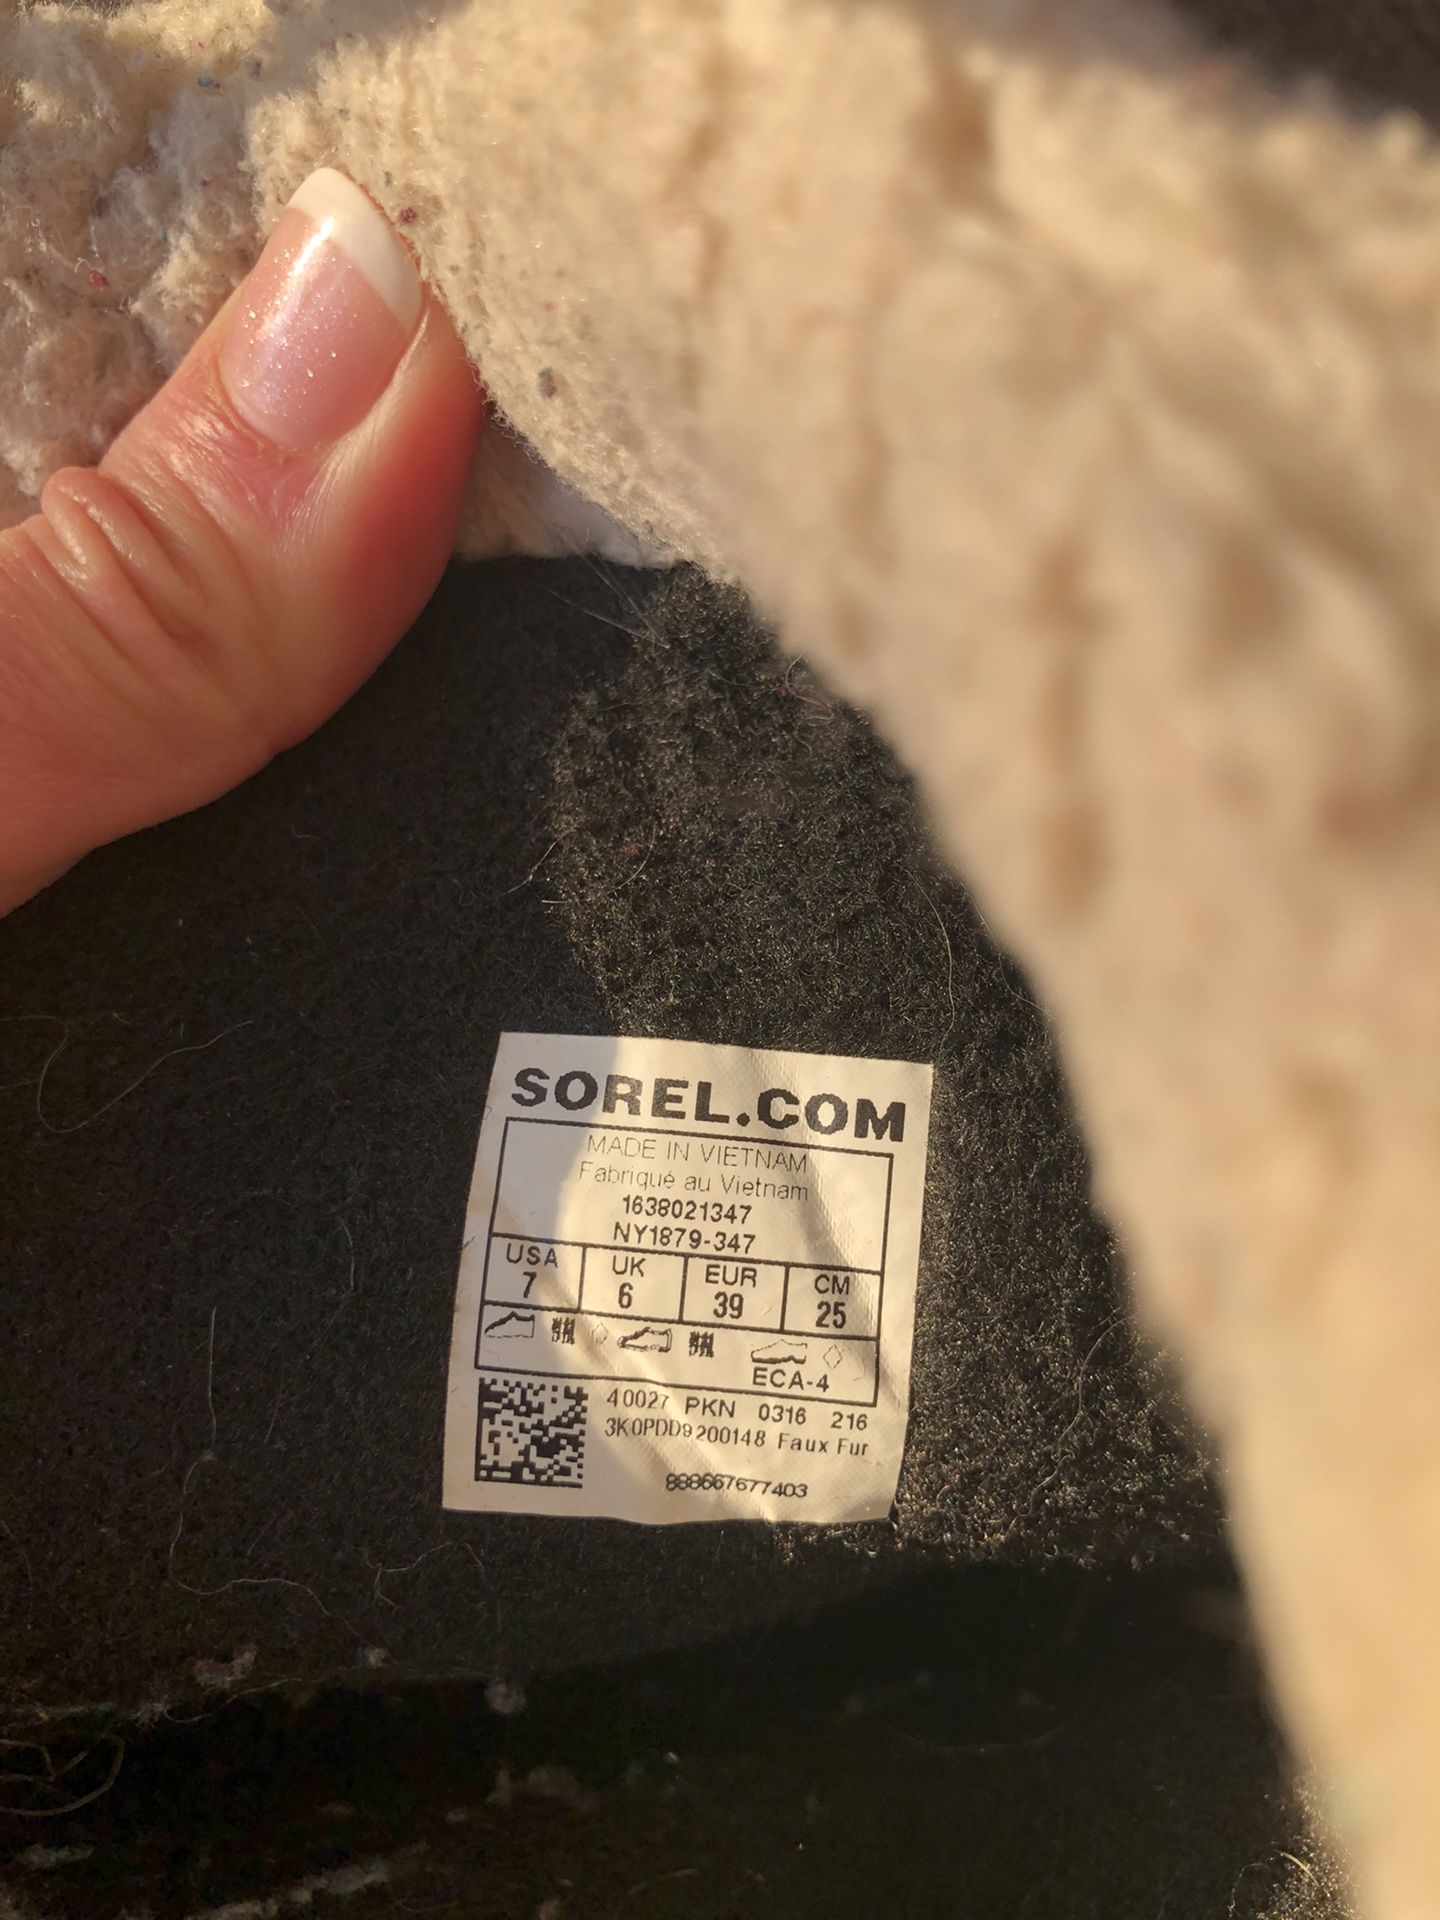 SOREL.COM
MADE IN VIETNAM
Fabriqué au Vietnam
1638021347
NY1879-347
USA UK EUR CM
7 6 39 25
ECA-4
40027 PKN 0316 216
3K0PDD9200148 Faux Fur
888667677403